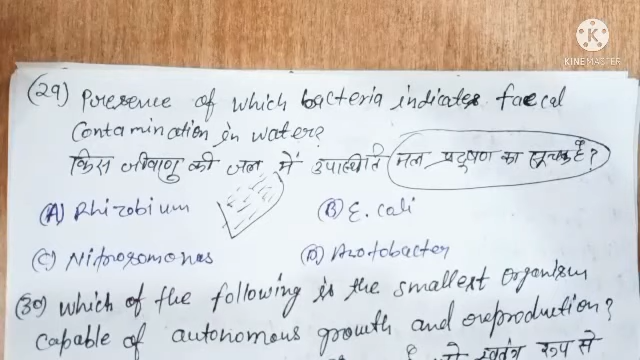 K
KINEMASTER
(29) Presence of which bacteria indicates faecal
Contamination in water?
किस जीवाणु की जल में उपस्थिति मल प्रदूषण का सूचक है?
(A) Rhizobium
(B) E. coli
(C) Nitrosomonas
(D) Azotobacter
(30) Which of the following is the smallest organism
capable of autonomous growth and reproduction?
स्वतंत्र रूप से